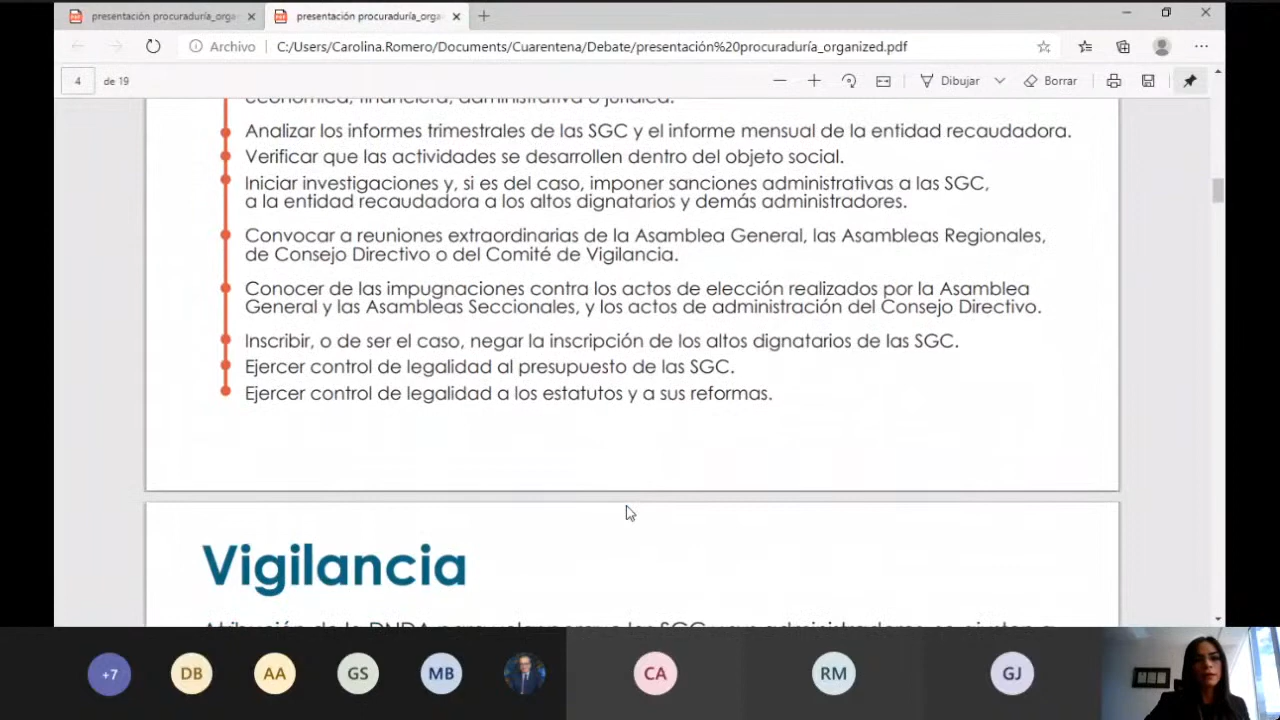 presentación procuraduría_orga
presentación procuraduría_orga
Archivo
C:/Users/Carolina.Romero/Documents/Cuarentena/Debate/presentación%20procuraduría_organized.pdf
4
de 19
Dibujar
Borrar
económica, financiera, administrativa o jurídica.
Analizar los informes trimestrales de las SGC y el informe mensual de la entidad recaudadora.
Verificar que las actividades se desarrollen dentro del objeto social.
Iniciar investigaciones y, si es del caso, imponer sanciones administrativas a las SGC,
a la entidad recaudadora a los altos dignatarios y demás administradores.
Convocar a reuniones extraordinarias de la Asamblea General, las Asambleas Regionales,
de Consejo Directivo o del Comité de Vigilancia.
Conocer de las impugnaciones contra los actos de elección realizados por la Asamblea
General y las Asambleas Seccionales, y los actos de administración del Consejo Directivo.
Inscribir, o de ser el caso, negar la inscripción de los altos dignatarios de las SGC.
Ejercer control de legalidad al presupuesto de las SGC.
Ejercer control de legalidad a los estatutos y a sus reformas.
Vigilancia
+7
DB
AA
GS
MB
CA
RM
GJ